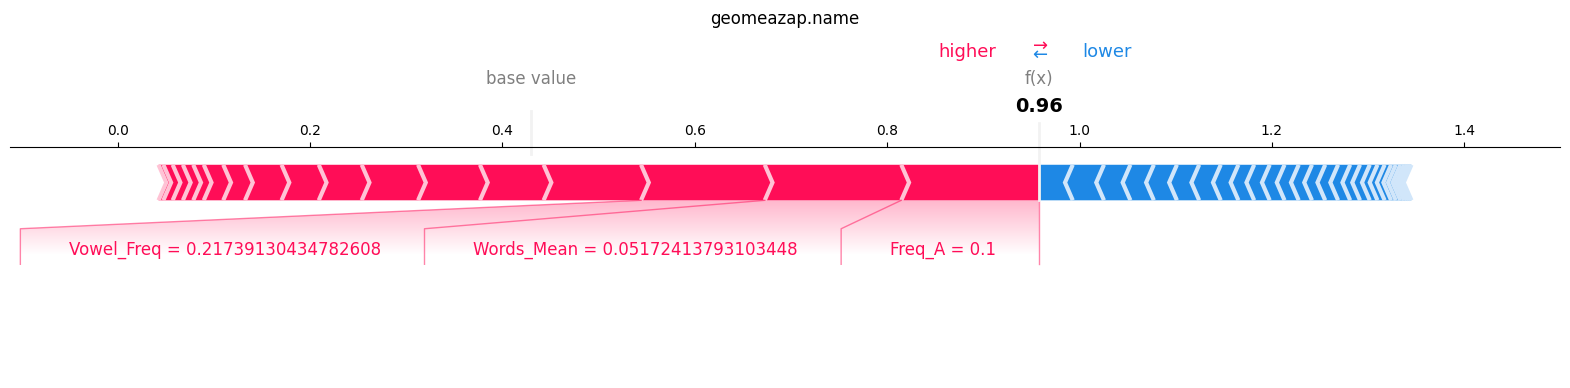 geomeazap.name
higher ⇄ lower
base value f(x)
0.96
0.0 0.2 0.4 0.6 0.8 1.0 1.2 1.4
Vowel_Freq = 0.21739130434782608 Words_Mean = 0.05172413793103448 Freq_A = 0.1